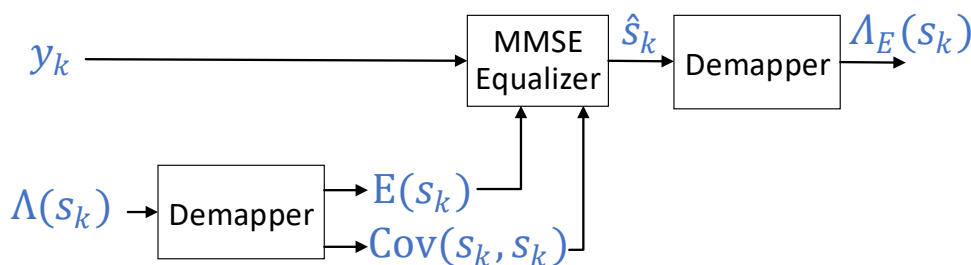 y_k
MMSE
Equalizer
ŝ_k
Demapper
Λ_E(s_k)
Λ(s_k)
Demapper
E(s_k)
Cov(s_k, s_k)